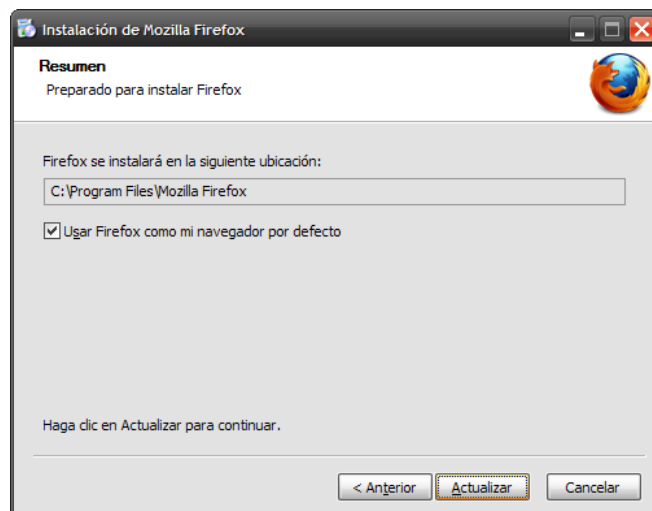 Instalación de Mozilla Firefox
Resumen
Preparado para instalar Firefox
Firefox se instalará en la siguiente ubicación:
C:\Program Files\Mozilla Firefox
Usar Firefox como mi navegador por defecto
Haga clic en Actualizar para continuar.
< Anterior Actualizar Cancelar